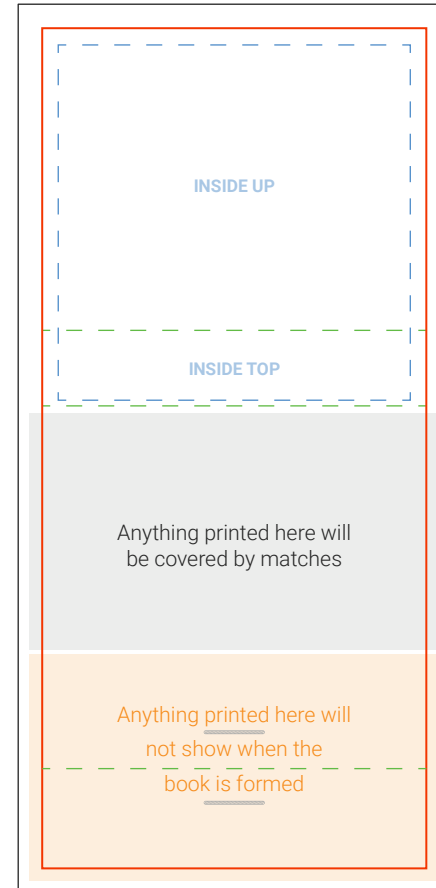 INSIDE UP
INSIDE TOP
Anything printed here will
be covered by matches
Anything printed here will
not show when the
book is formed